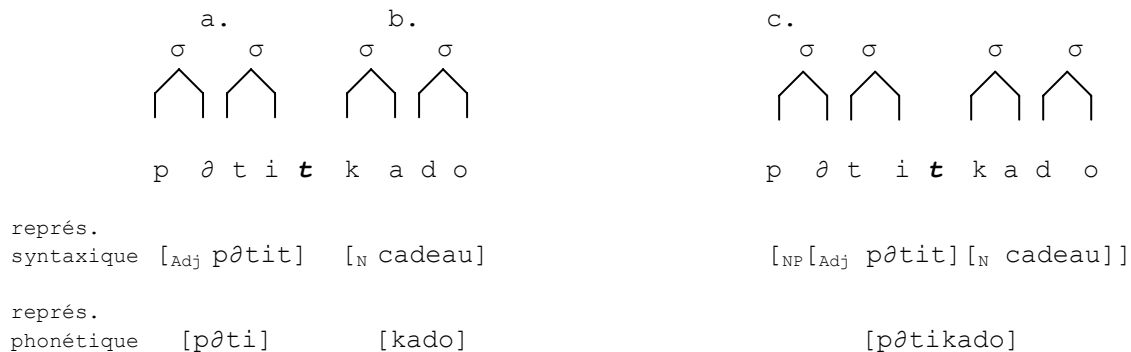 a. b. c.
σ σ σ σ σ σ σ σ
p ∂ t i t k a d o p ∂ t i t k a d o
représ.
syntaxique [Adj p∂tit] [N cadeau] [NP[Adj p∂tit][N cadeau]]
représ.
phonétique [p∂ti] [kado] [p∂tikado]